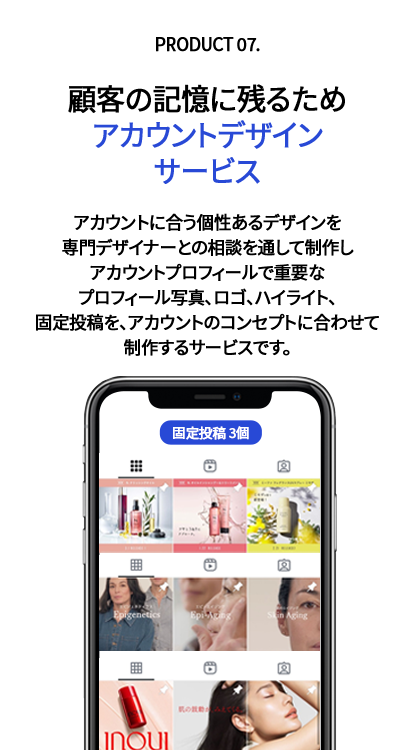 PRODUCT 07.
顧客の記憶に残るため
アカウントデザイン
サービス
アカウントに合う個性あるデザインを
専門デザイナーとの相談を通して制作し
アカウントプロフィールで重要な
プロフィール写真、ロゴ、ハイライト、
固定投稿を、アカウントのコンセプトに合わせて
制作するサービスです。
固定投稿 3個
Epigenetics
Epi-Aging
Skin Aging
INOUI